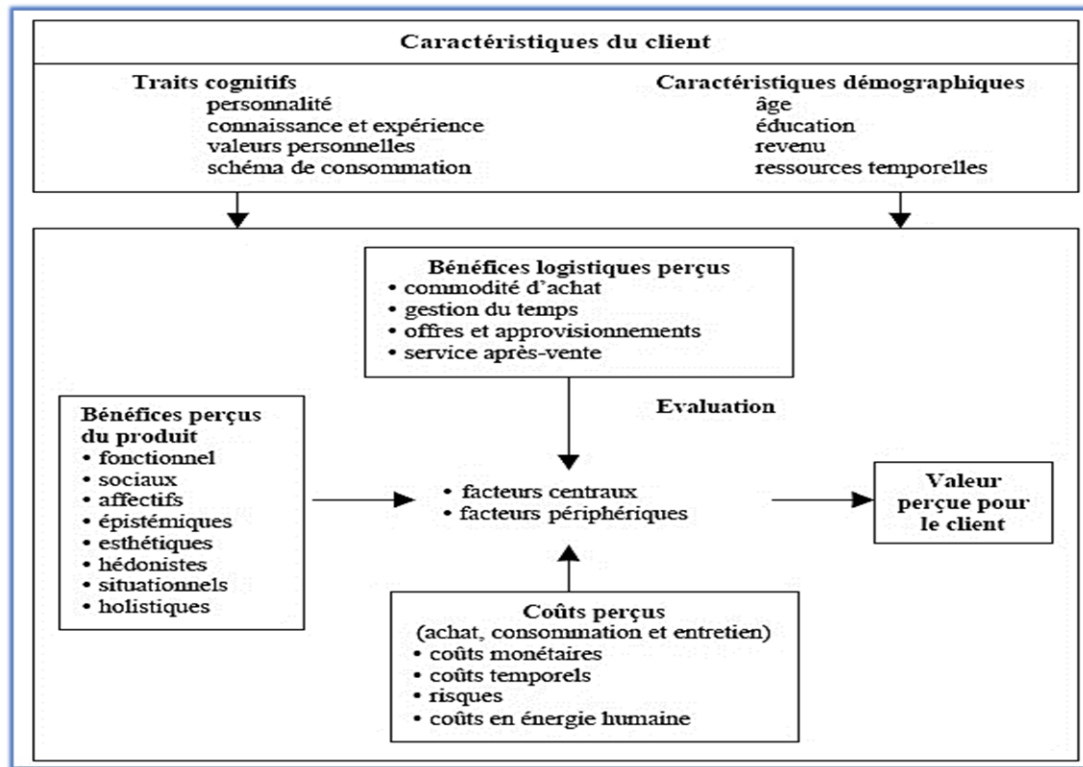 Caractéristiques du client
Traits cognitifs
personnalité
connaissance et expérience
valeurs personnelles
schéma de consommation
Caractéristiques démographiques
âge
éducation
revenu
ressources temporelles
Bénéfices logistiques perçus
• commodité d'achat
• gestion du temps
• offres et approvisionnements
• service après-vente
Evaluation
Bénéfices perçus
du produit
• fonctionnel
• sociaux
• affectifs
• épistémiques
• esthétiques
• hédonistes
• situationnels
• holistiques
• facteurs centraux
• facteurs périphériques
Valeur
perçue pour
le client
Coûts perçus
(achat, consommation et entretien)
• coûts monétaires
• coûts temporels
• risques
• coûts en énergie humaine